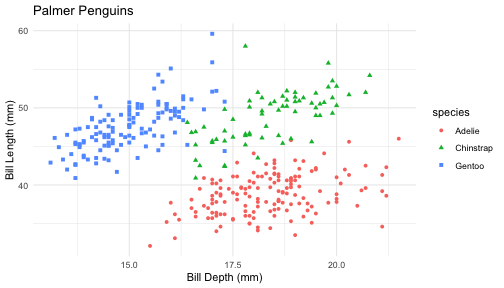 Palmer Penguins
Bill Length (mm)
60
50
40
15.0
17.5
20.0
Bill Depth (mm)
species
Adelie
Chinstrap
Gentoo